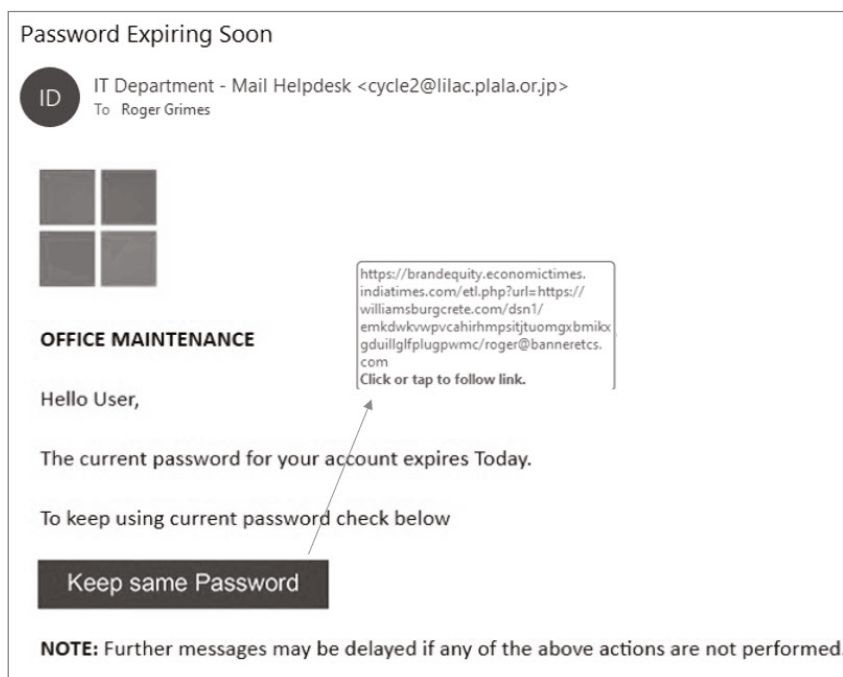 Password Expiring Soon
ID
IT Department - Mail Helpdesk <cycle2@lilac.plala.or.jp>
To Roger Grimes
https://brandequity.economictimes.
indiatimes.com/etl.php?url=https://
williamsburgcrete.com/dsn1/
emkdwkvwpvcahirhmpsitjtuomgxbmikx
gduillglfplugpwmc/roger@banneretcs.
com
Click or tap to follow link.
OFFICE MAINTENANCE
Hello User,
The current password for your account expires Today.
To keep using current password check below
Keep same Password
NOTE: Further messages may be delayed if any of the above actions are not performed.